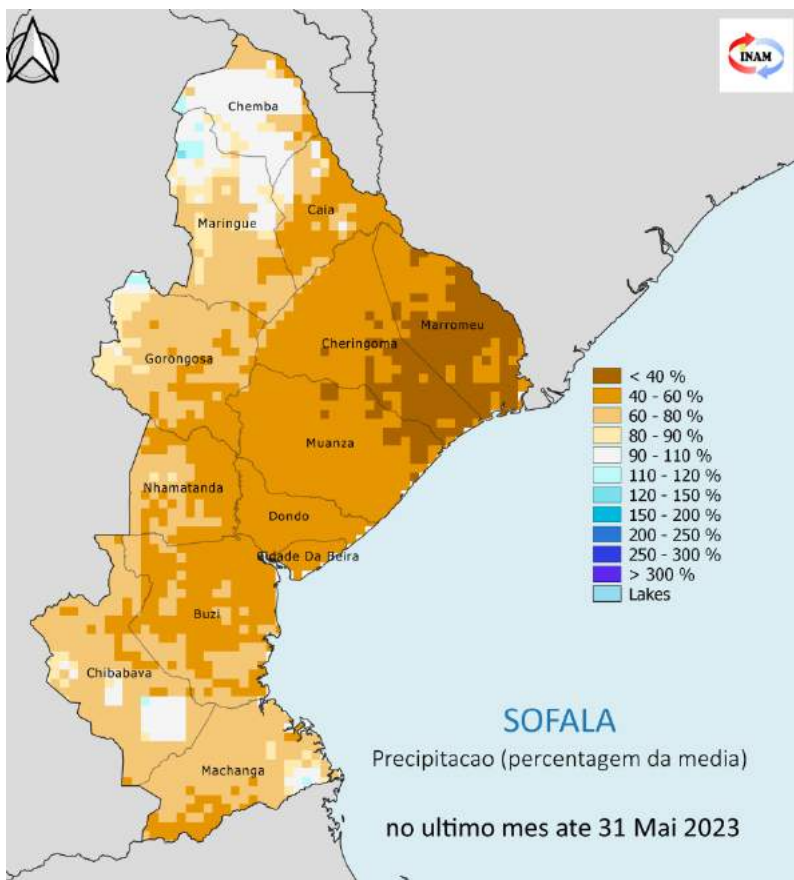 INAM
Chemba
Caia
Maringue
Marromeu
Cheringoma
Gorongosa
Muanza
Nhamatanda
Dondo
Cidade Da Beira
Buzi
Chibabava
Machanga
< 40 %
40 - 60 %
60 - 80 %
80 - 90 %
90 - 110 %
110 - 120 %
120 - 150 %
150 - 200 %
200 - 250 %
250 - 300 %
> 300 %
Lakes
SOFALA
Precipitacao (percentagem da media)
no ultimo mes ate 31 Mai 2023